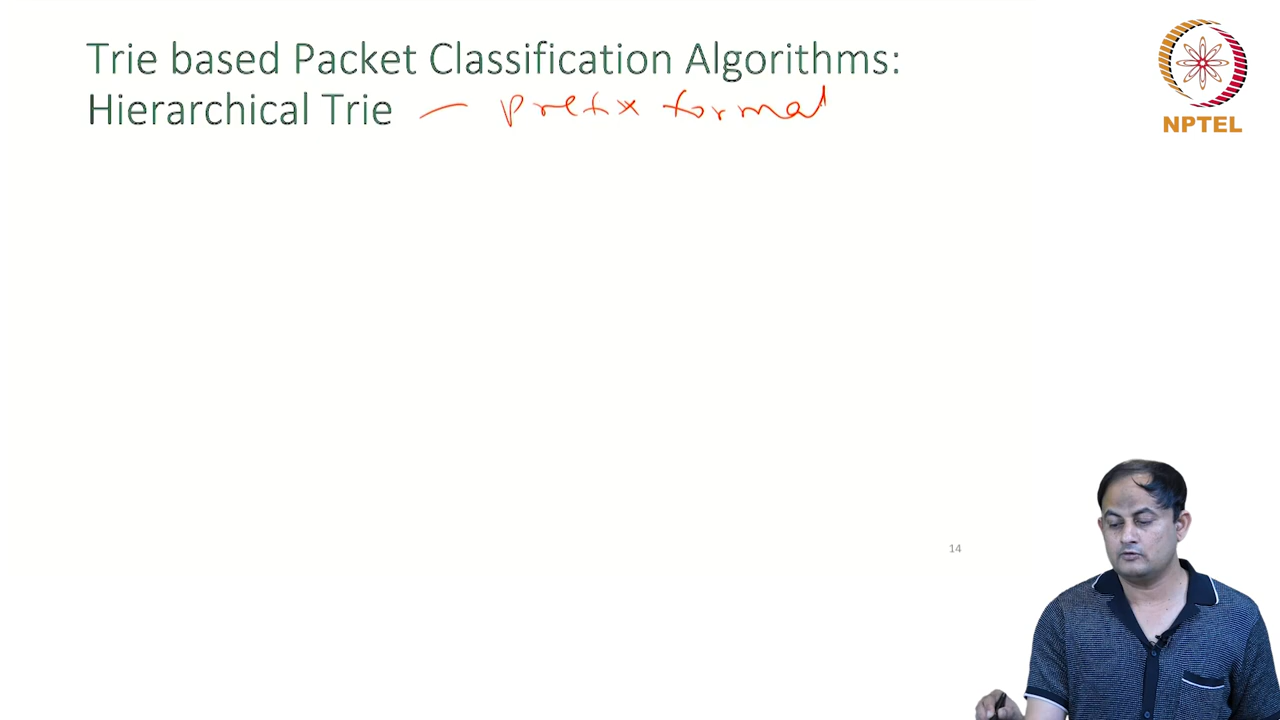 Trie based Packet Classification Algorithms:
Hierarchical Trie — prefix format
NPTEL
14